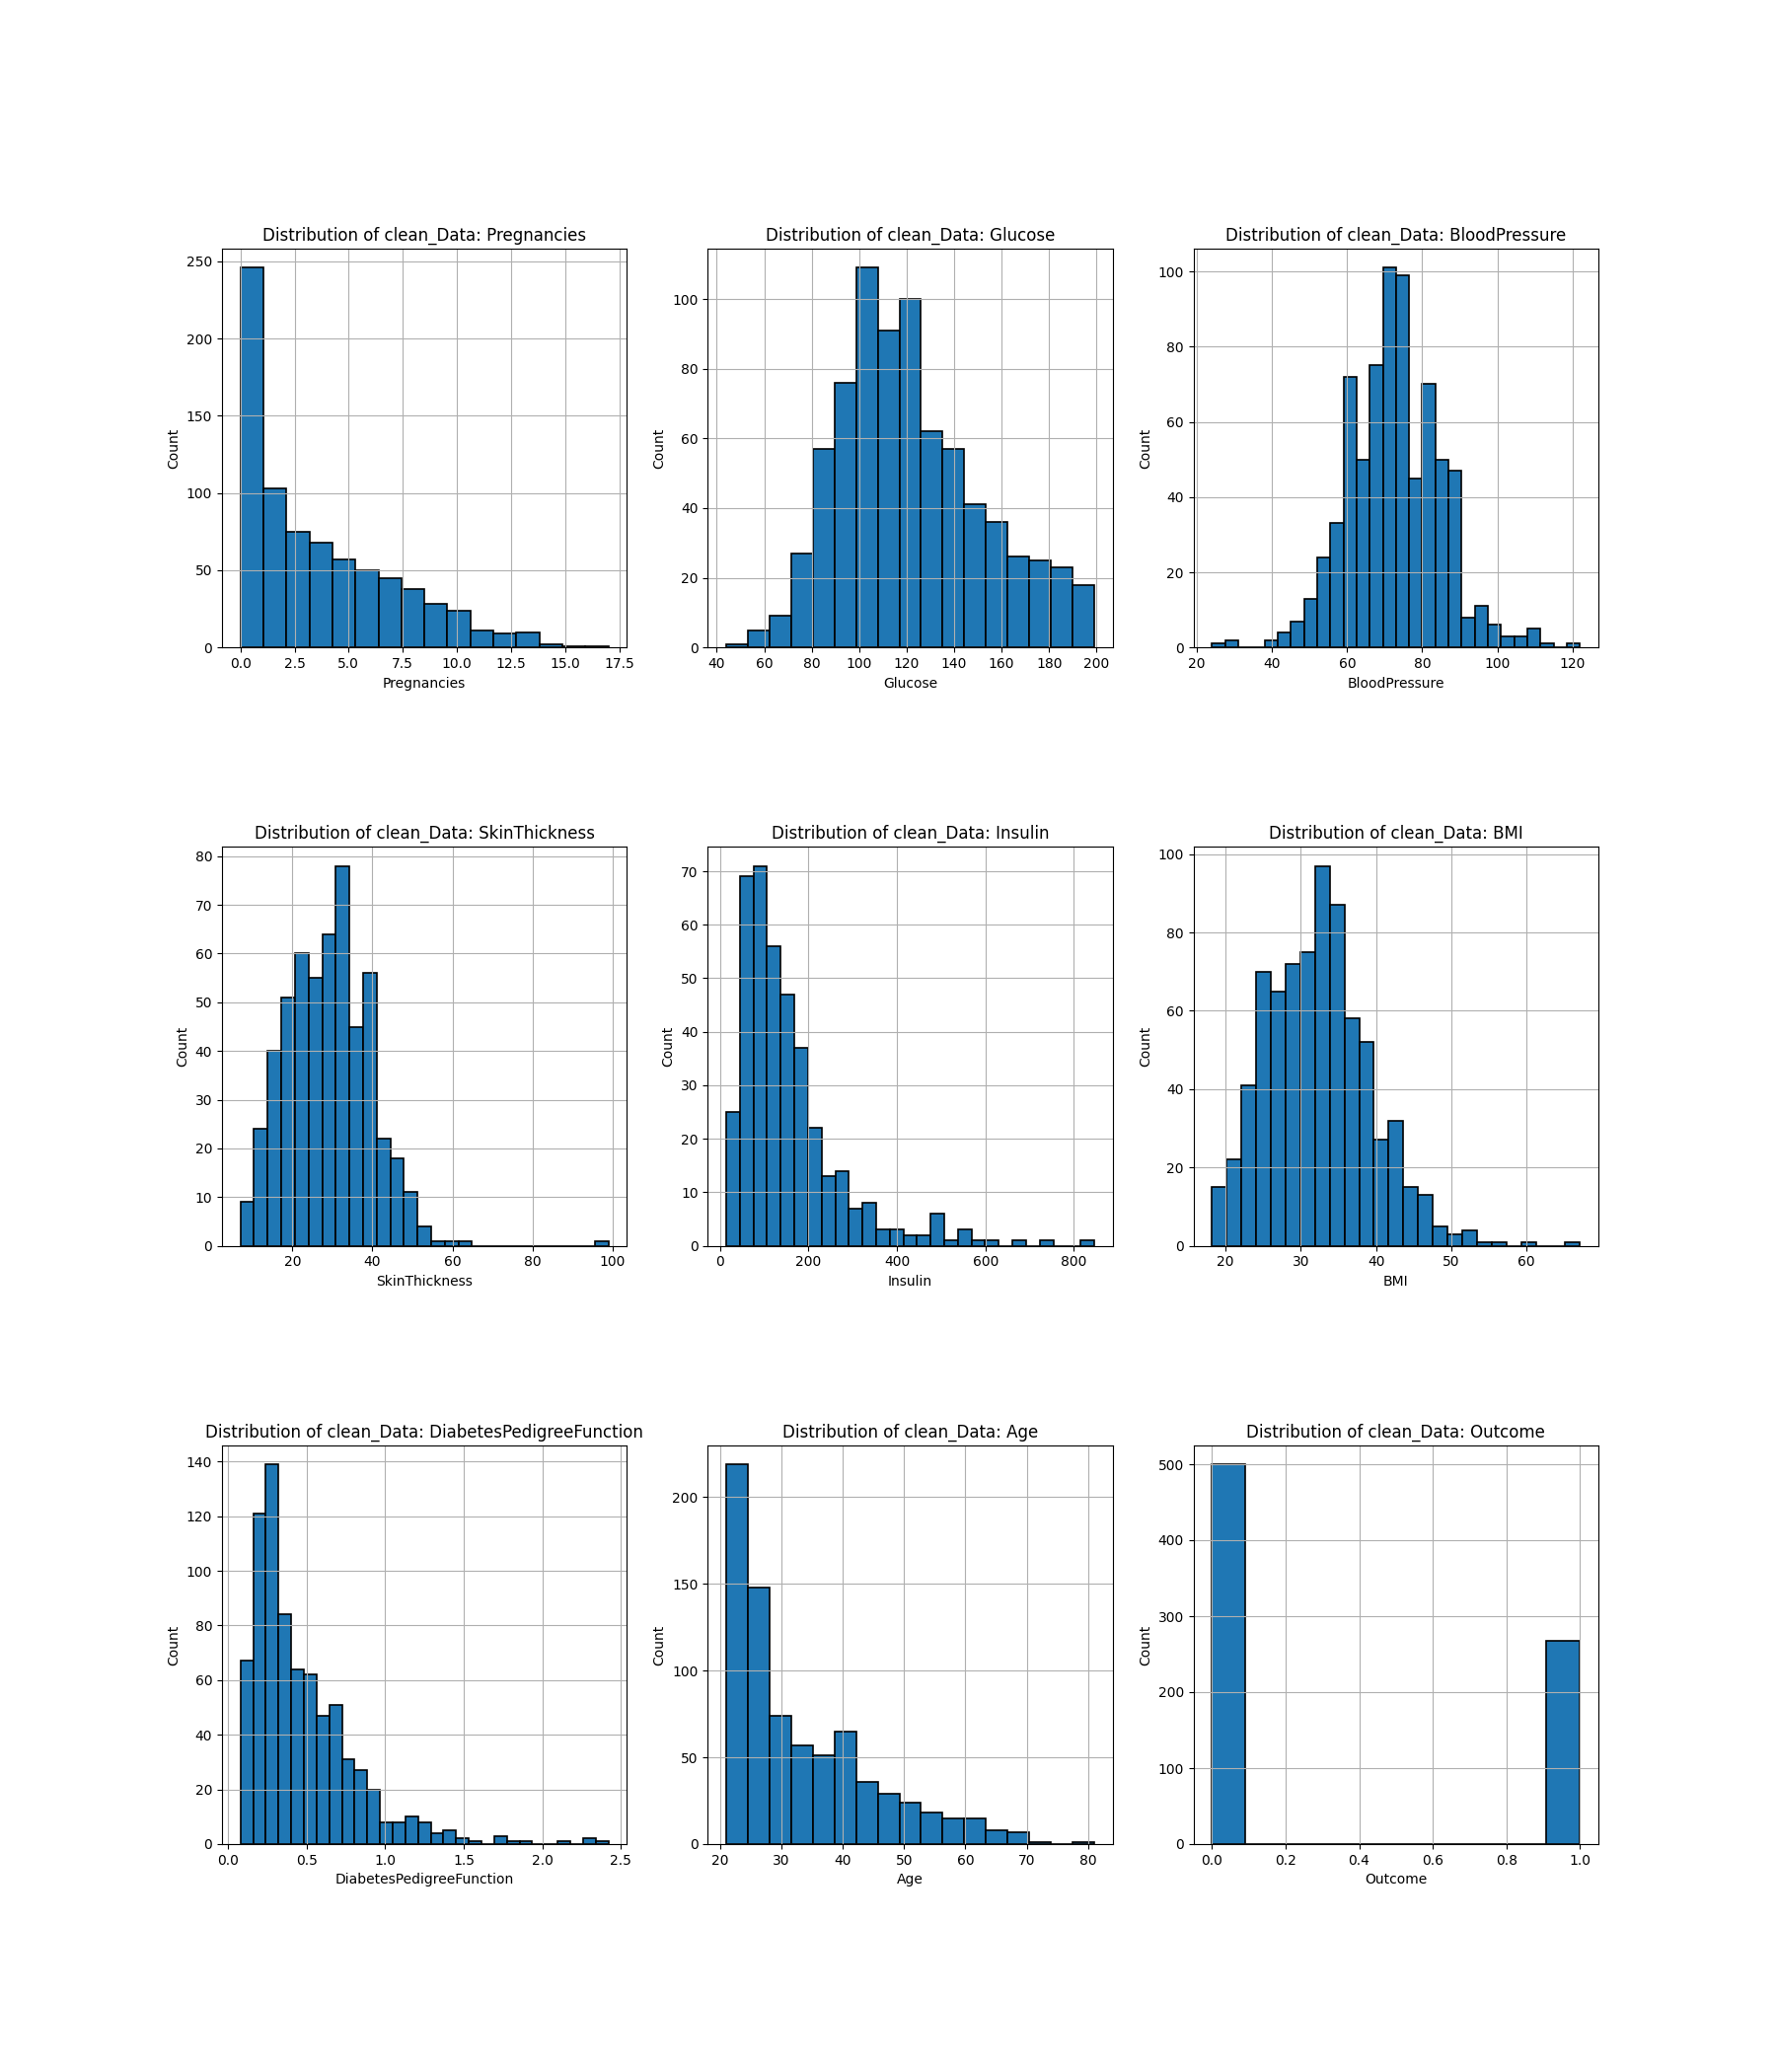 Distribution of clean_Data: Pregnancies
250
200
150
100
50
0
Count
0.0 2.5 5.0 7.5 10.0 12.5 15.0 17.5
Pregnancies
Distribution of clean_Data: Glucose
100
80
60
40
20
0
Count
40 60 80 100 120 140 160 180 200
Glucose
Distribution of clean_Data: BloodPressure
100
80
60
40
20
0
Count
20 40 60 80 100 120
BloodPressure
Distribution of clean_Data: SkinThickness
80
70
60
50
40
30
20
10
0
Count
20 40 60 80 100
SkinThickness
Distribution of clean_Data: Insulin
70
60
50
40
30
20
10
0
Count
0 200 400 600 800
Insulin
Distribution of clean_Data: BMI
100
80
60
40
20
0
Count
20 30 40 50 60
BMI
Distribution of clean_Data: DiabetesPedigreeFunction
140
120
100
80
60
40
20
0
Count
0.0 0.5 1.0 1.5 2.0 2.5
DiabetesPedigreeFunction
Distribution of clean_Data: Age
200
150
100
50
0
Count
20 30 40 50 60 70 80
Age
Distribution of clean_Data: Outcome
500
400
300
200
100
0
Count
0.0 0.2 0.4 0.6 0.8 1.0
Outcome